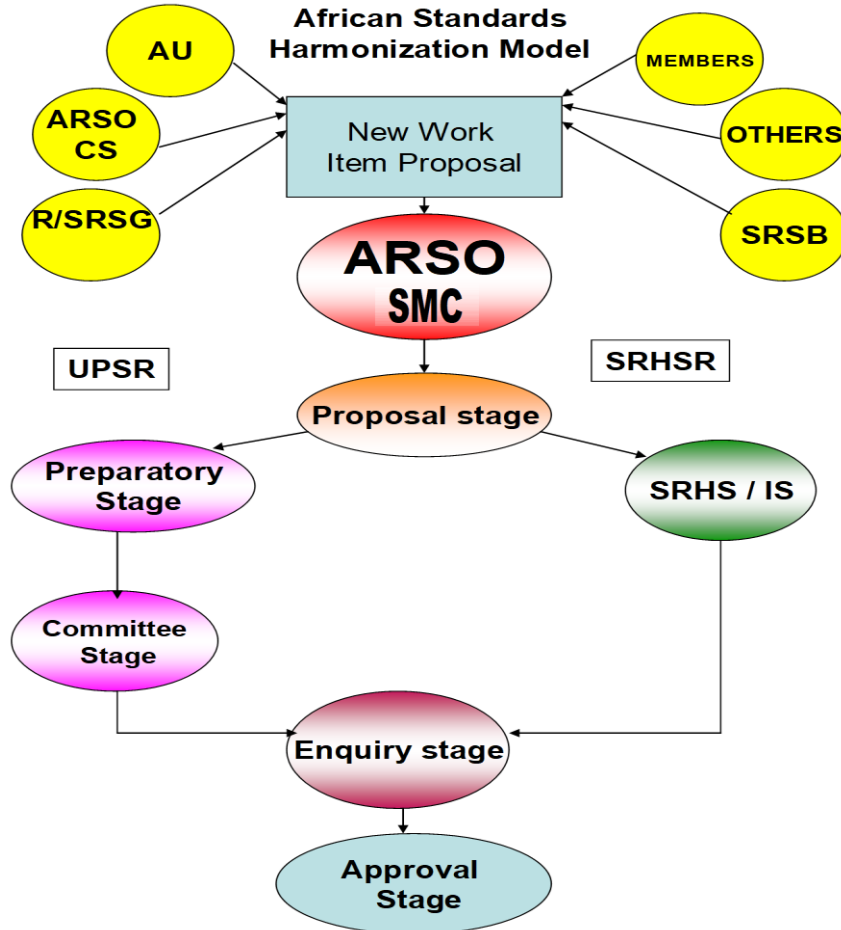 African Standards
Harmonization Model
AU
MEMBERS
ARSO
CS
New Work
Item Proposal
OTHERS
R/SRSG
SRSB
ARSO
SMC
UPSR
SRHSR
Proposal stage
Preparatory
Stage
SRHS / IS
Committee
Stage
Enquiry stage
Approval
Stage